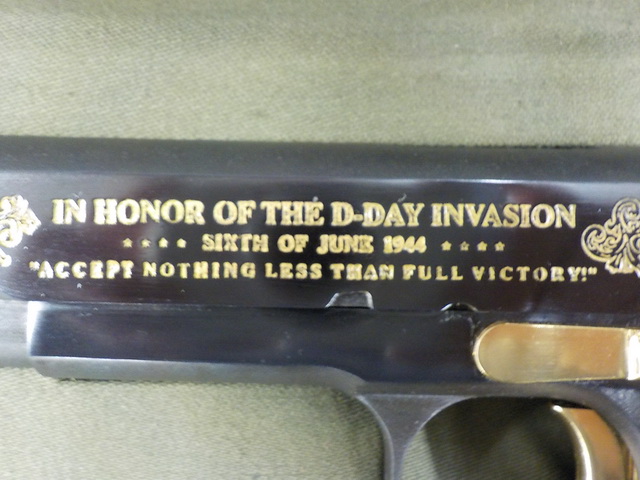 IN HONOR OF THE D-DAY INVASION
★★★★ SIXTH OF JUNE 1944 ★★★★
"ACCEPT NOTHING LESS THAN FULL VICTORY!"